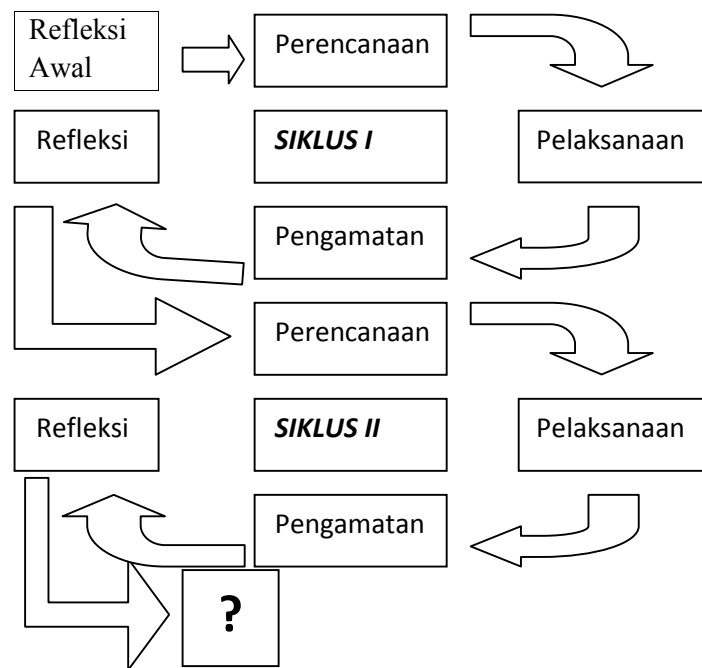 Refleksi
Awal
Perencanaan
Refleksi
SIKLUS I
Pelaksanaan
Pengamatan
Perencanaan
Refleksi
SIKLUS II
Pelaksanaan
Pengamatan
?